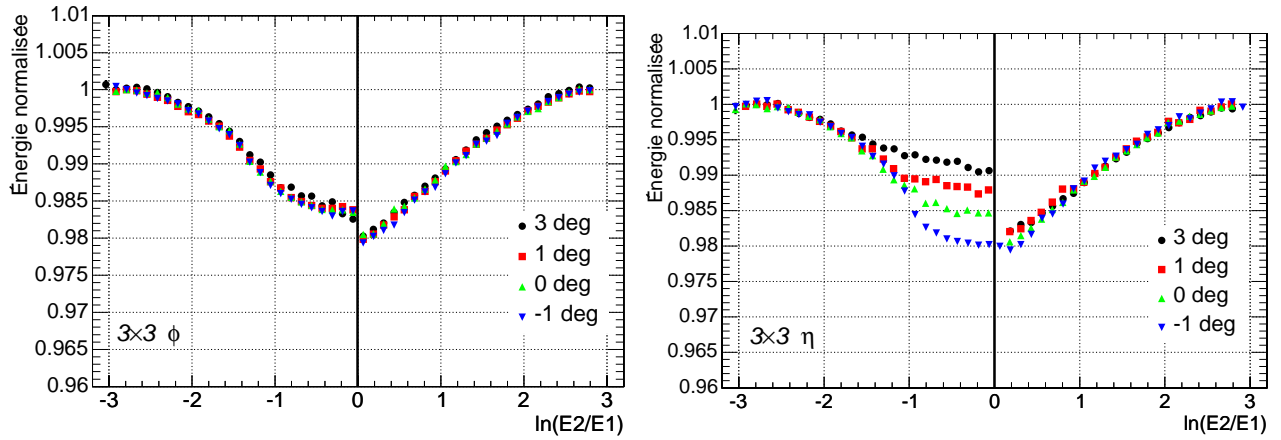 Énergie normalisée
1.01
1.005
1
0.995
0.99
0.985
0.98
0.975
0.97
0.965
0.96
3 deg
1 deg
0 deg
-1 deg
3×3 ϕ
-3 -2 -1 0 1 2 3
ln(E2/E1)
Énergie normalisée
1.01
1.005
1
0.995
0.99
0.985
0.98
0.975
0.97
0.965
0.96
3 deg
1 deg
0 deg
-1 deg
3×3 η
-3 -2 -1 0 1 2 3
ln(E2/E1)